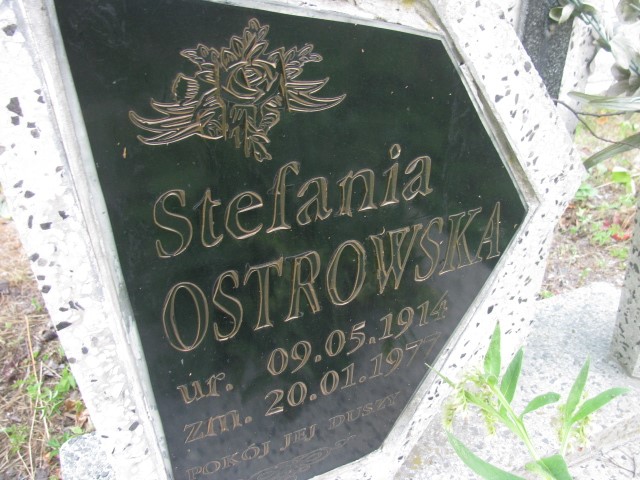 Stefania
OSTROWSKA
ur. 09.05.1914
zm. 20.01.1977
POKÓJ JEJ DUSZY